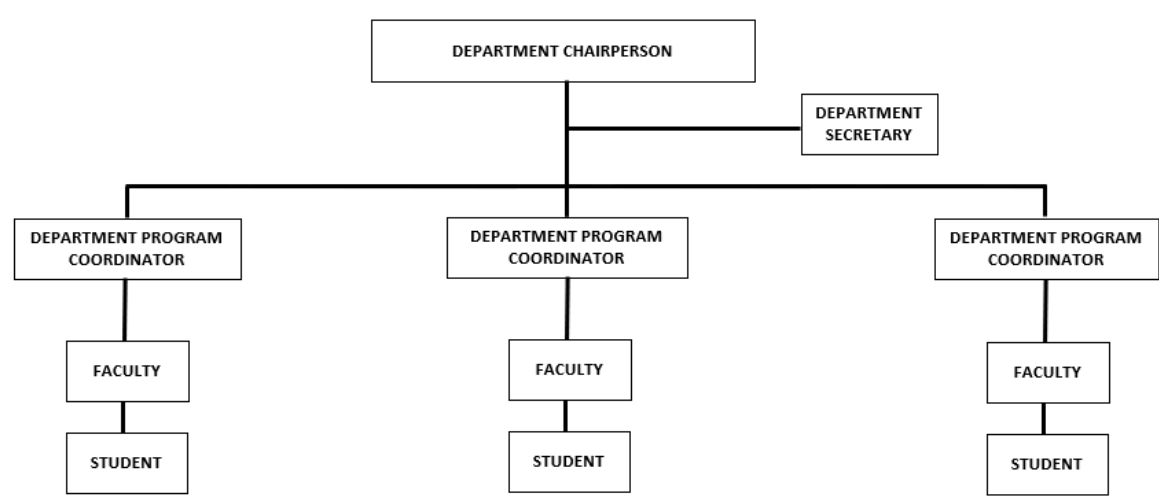 DEPARTMENT CHAIRPERSON
DEPARTMENT
SECRETARY
DEPARTMENT PROGRAM
COORDINATOR
DEPARTMENT PROGRAM
COORDINATOR
DEPARTMENT PROGRAM
COORDINATOR
FACULTY
FACULTY
FACULTY
STUDENT
STUDENT
STUDENT